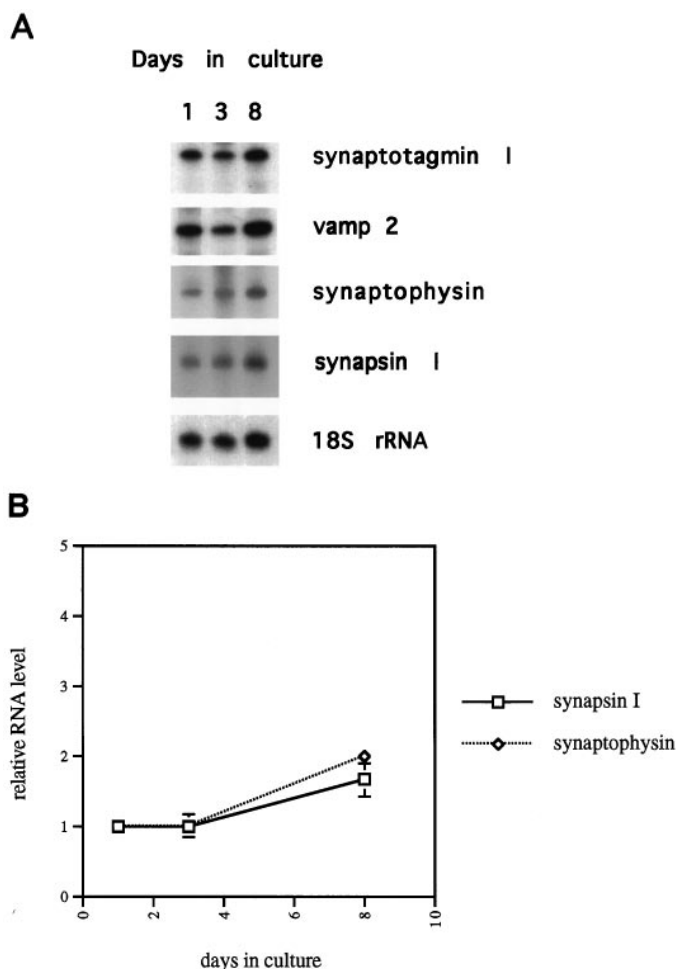 A
Days in culture
1 3 8
synaptotagmin I
vamp 2
synaptophysin
synapsin I
18S rRNA
B
5
4
3
2
1
0
relative RNA level
0 2 4 6 8 10
days in culture
synapsin I
synaptophysin